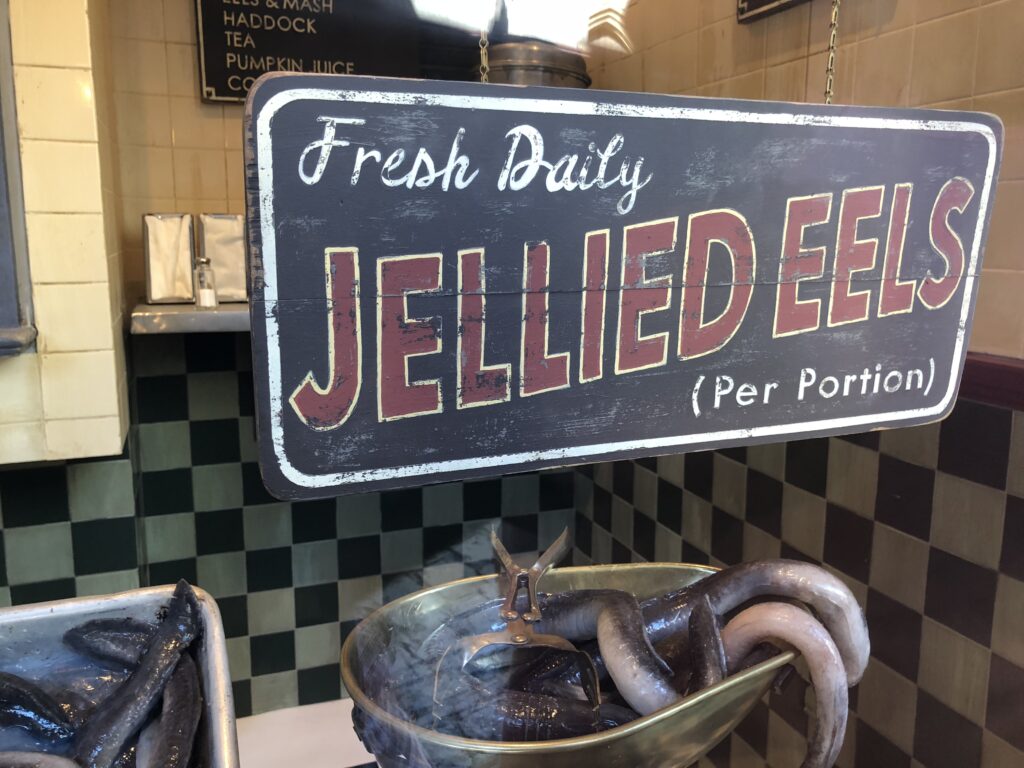 EELS & MASH
HADDOCK
TEA
PUMPKIN JUICE
Fresh Daily
JELLIED EELS
(Per Portion)